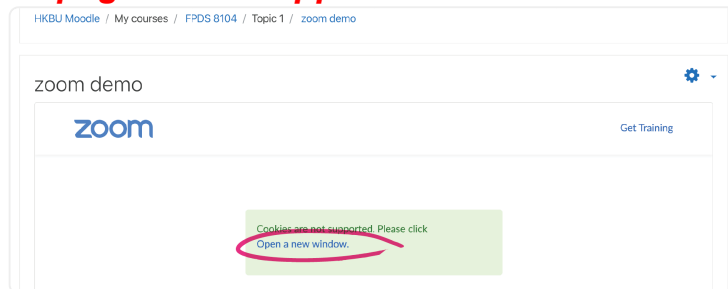 HKBU Moodle / My courses / FPDS 8104 / Topic 1 / zoom demo
zoom demo
zoom
Get Training
Cookies are not supported. Please click
Open a new window.